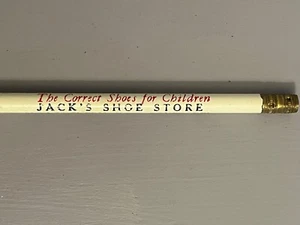 The Correct Shoes for Children
JACK'S SHOE STORE